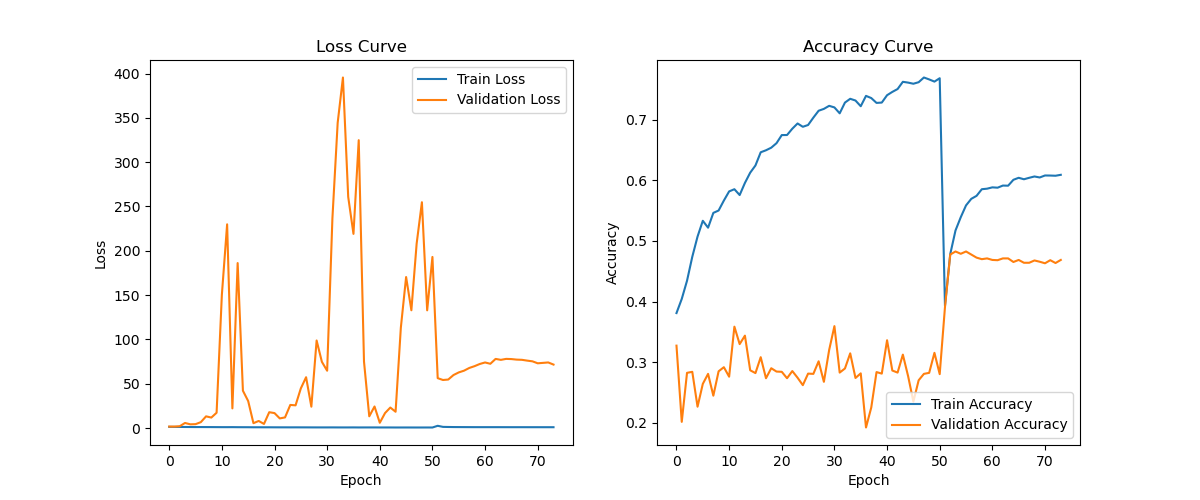 Loss Curve
Loss
400
350
300
250
200
150
100
50
0
0 10 20 30 40 50 60 70
Epoch
Train Loss
Validation Loss
Accuracy Curve
Accuracy
0.7
0.6
0.5
0.4
0.3
0.2
0 10 20 30 40 50 60 70
Epoch
Train Accuracy
Validation Accuracy